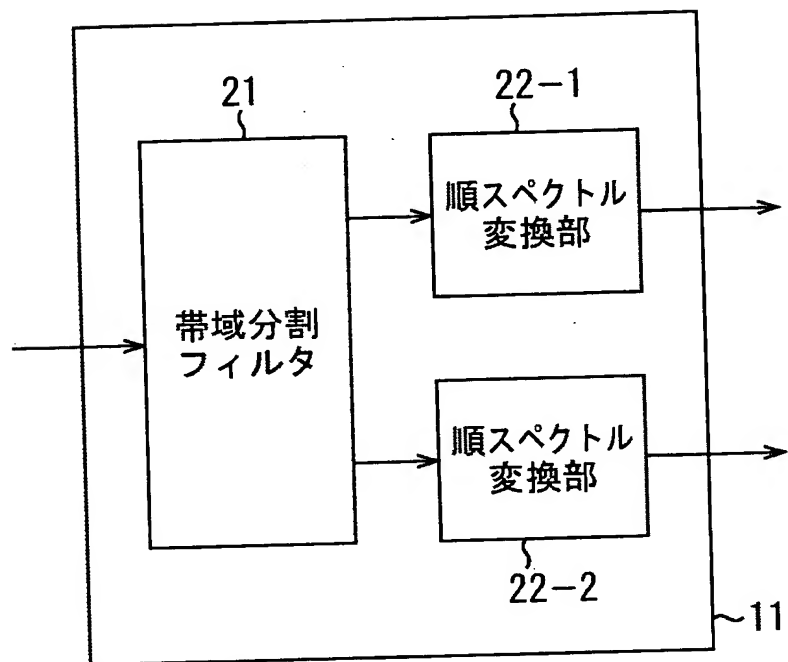 21
22-1
順スペクトル
変換部
帯域分割
フィルタ
順スペクトル
変換部
22-2
11